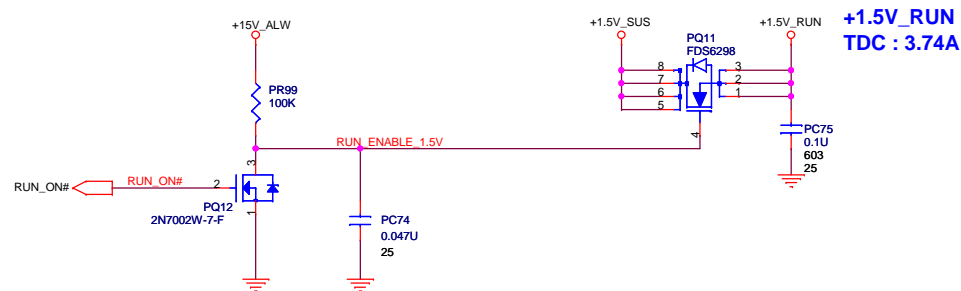 +1.5V_RUN
TDC : 3.74A
+15V_ALW
+1.5V_SUS
+1.5V_RUN
PQ11
FDS6298
8
7
6
5
3
2
1
4
PR99
100K
PC75
0.1U
603
25
RUN_ENABLE_1.5V
3
RUN_ON#
RUN_ON#
2
PQ12
2N7002W-7-F
1
PC74
0.047U
25